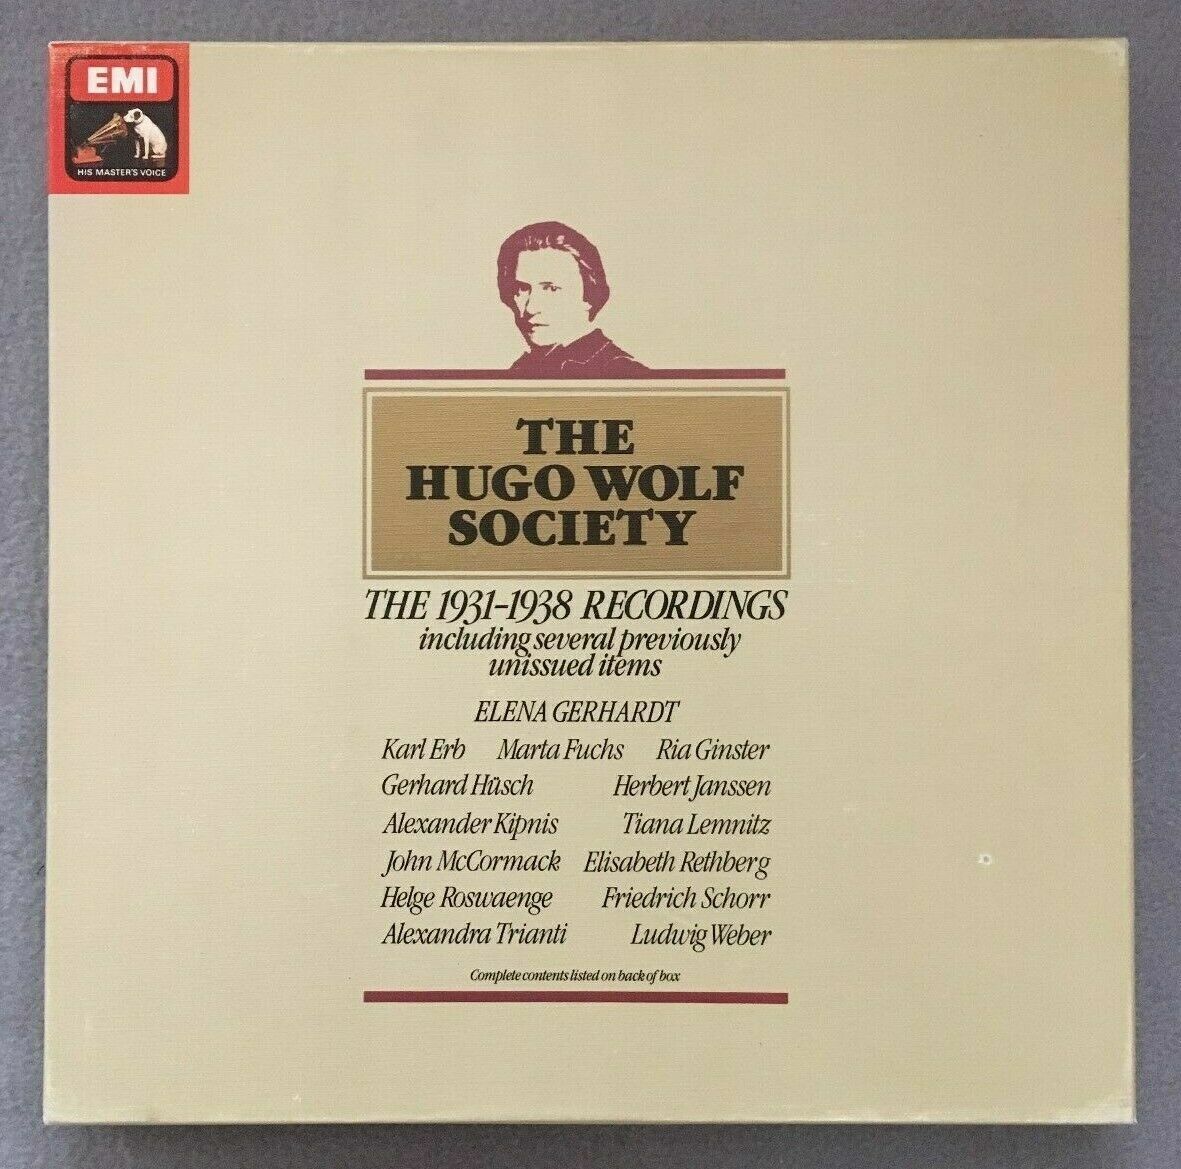 EMI
HIS MASTER'S VOICE
THE
HUGO WOLF
SOCIETY
THE 1931-1938 RECORDINGS
including several previously
unissued items
ELENA GERHARDT
Karl Erb Marta Fuchs Ria Ginster
Gerhard Hüsch Herbert Janssen
Alexander Kipnis Tiana Lemnitz
John McCormack Elisabeth Rethberg
Helge Roswaenge Friedrich Schorr
Alexandra Trianti Ludwig Weber
Complete contents listed on back of box